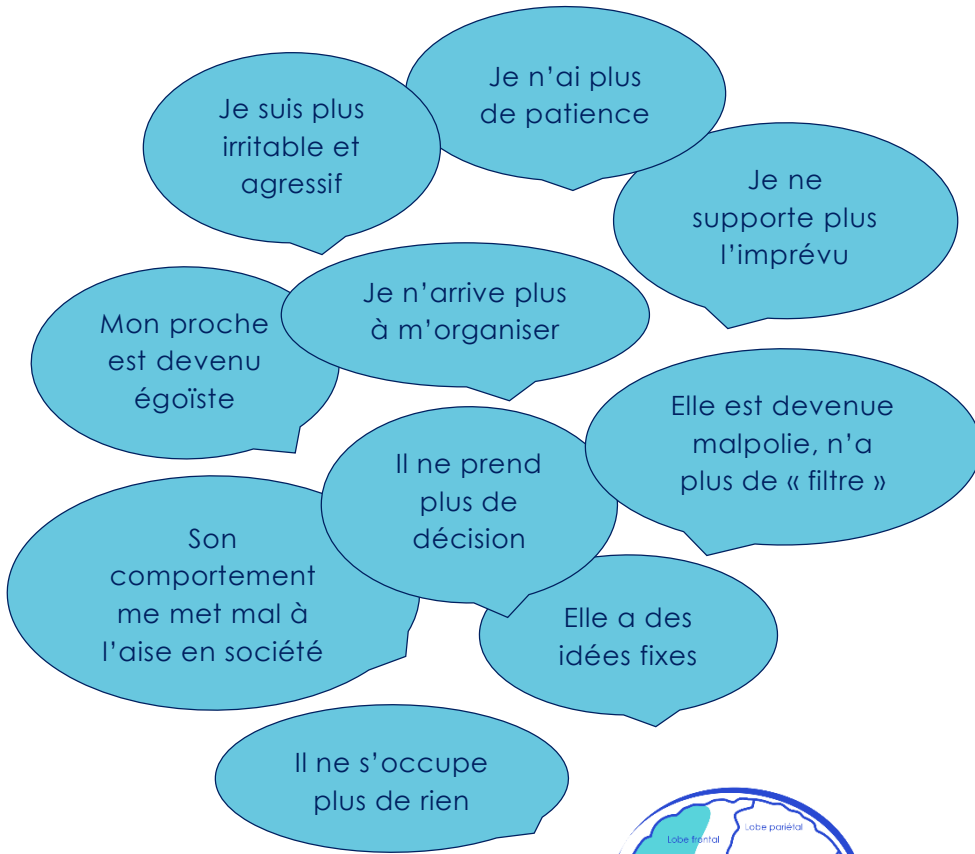 Je n'ai plus
de patience
Je suis plus
irritable et
agressif
Je ne
supporte plus
l'imprévu
Je n'arrive plus
à m'organiser
Mon proche
est devenu
égoïste
Elle est devenue
malpolie, n'a
plus de « filtre »
Il ne prend
plus de
décision
Son
comportement
me met mal à
l'aise en société
Elle a des
idées fixes
Il ne s'occupe
plus de rien
Lobe frontal
Lobe pariétal